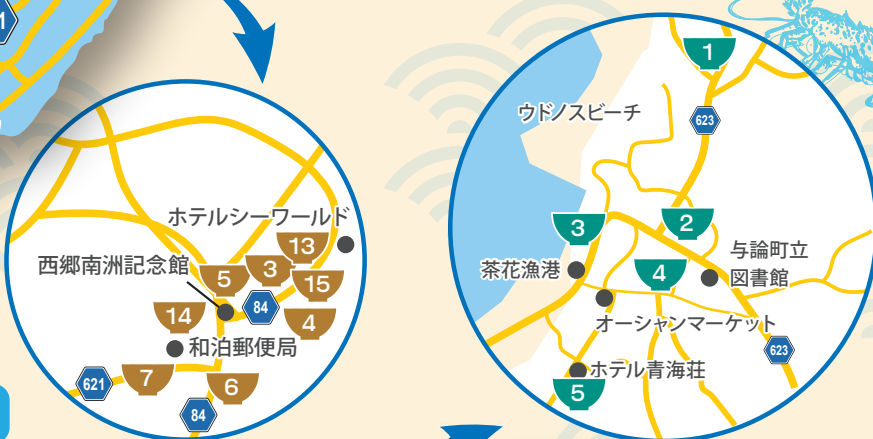 1
ホテルシーワールド
西郷南洲記念館
13
3
5
15
84
14
4
和泊郵便局
621
7
6
84
1
ウドノスビーチ
623
3
2
茶花漁港
4
与論町立
図書館
オーシャンマーケット
623
ホテル青海荘
5